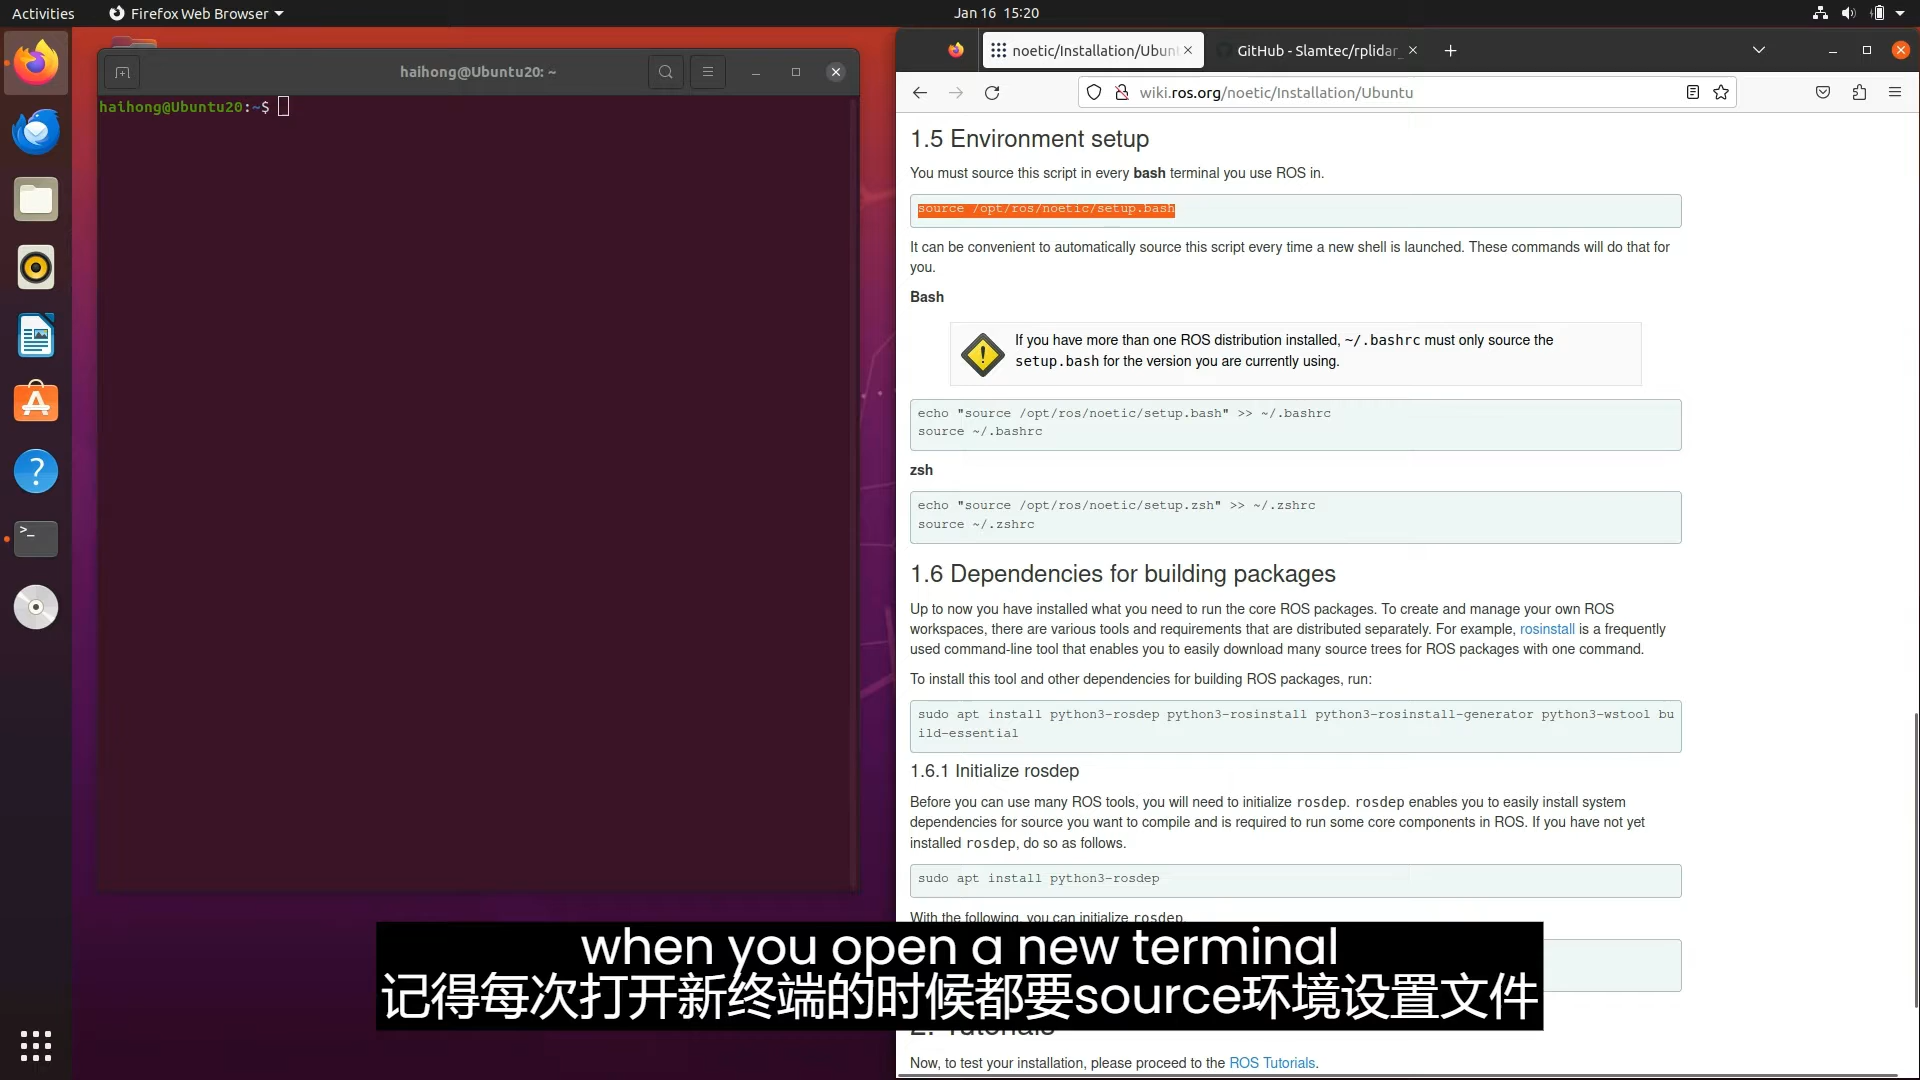 Activities
Firefox Web Browser
Jan 16 15:20
haihong@Ubuntu20: ~
haihong@Ubuntu20:~$
noetic/Installation/Ubun
GitHub - Slamtec/rplidar_
wiki.ros.org/noetic/Installation/Ubuntu
1.5 Environment setup
You must source this script in every bash terminal you use ROS in.
source /opt/ros/noetic/setup.bash
It can be convenient to automatically source this script every time a new shell is launched. These commands will do that for
you.
Bash
If you have more than one ROS distribution installed, ~/.bashrc must only source the
setup.bash for the version you are currently using.
echo "source /opt/ros/noetic/setup.bash" >> ~/.bashrc
source ~/.bashrc
zsh
echo "source /opt/ros/noetic/setup.zsh" >> ~/.zshrc
source ~/.zshrc
1.6 Dependencies for building packages
Up to now you have installed what you need to run the core ROS packages. To create and manage your own ROS
workspaces, there are various tools and requirements that are distributed separately. For example, rosinstall is a frequently
used command-line tool that enables you to easily download many source trees for ROS packages with one command.
To install this tool and other dependencies for building ROS packages, run:
sudo apt install python3-rosdep python3-rosinstall python3-rosinstall-generator python3-wstool bu
ild-essential
1.6.1 Initialize rosdep
Before you can use many ROS tools, you will need to initialize rosdep. rosdep enables you to easily install system
dependencies for source you want to compile and is required to run some core components in ROS. If you have not yet
installed rosdep, do so as follows.
sudo apt install python3-rosdep
With the following, you can initialize rosdep.
when you open a new terminal
记得每次打开新终端的时候都要source环境设置文件
2. Tutorials
Now, to test your installation, please proceed to the ROS Tutorials.